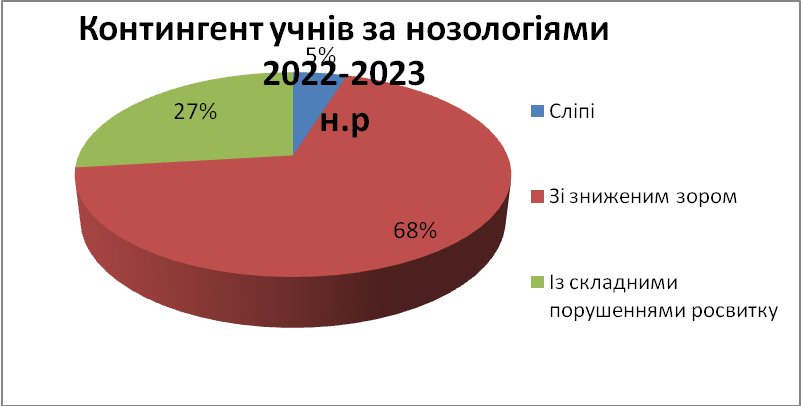 Контингент учнів за нозологіями
2022-2023
н.р
5%
27%
68%
Сліпі
Зі зниженим зором
Із складними
порушеннями росвитку